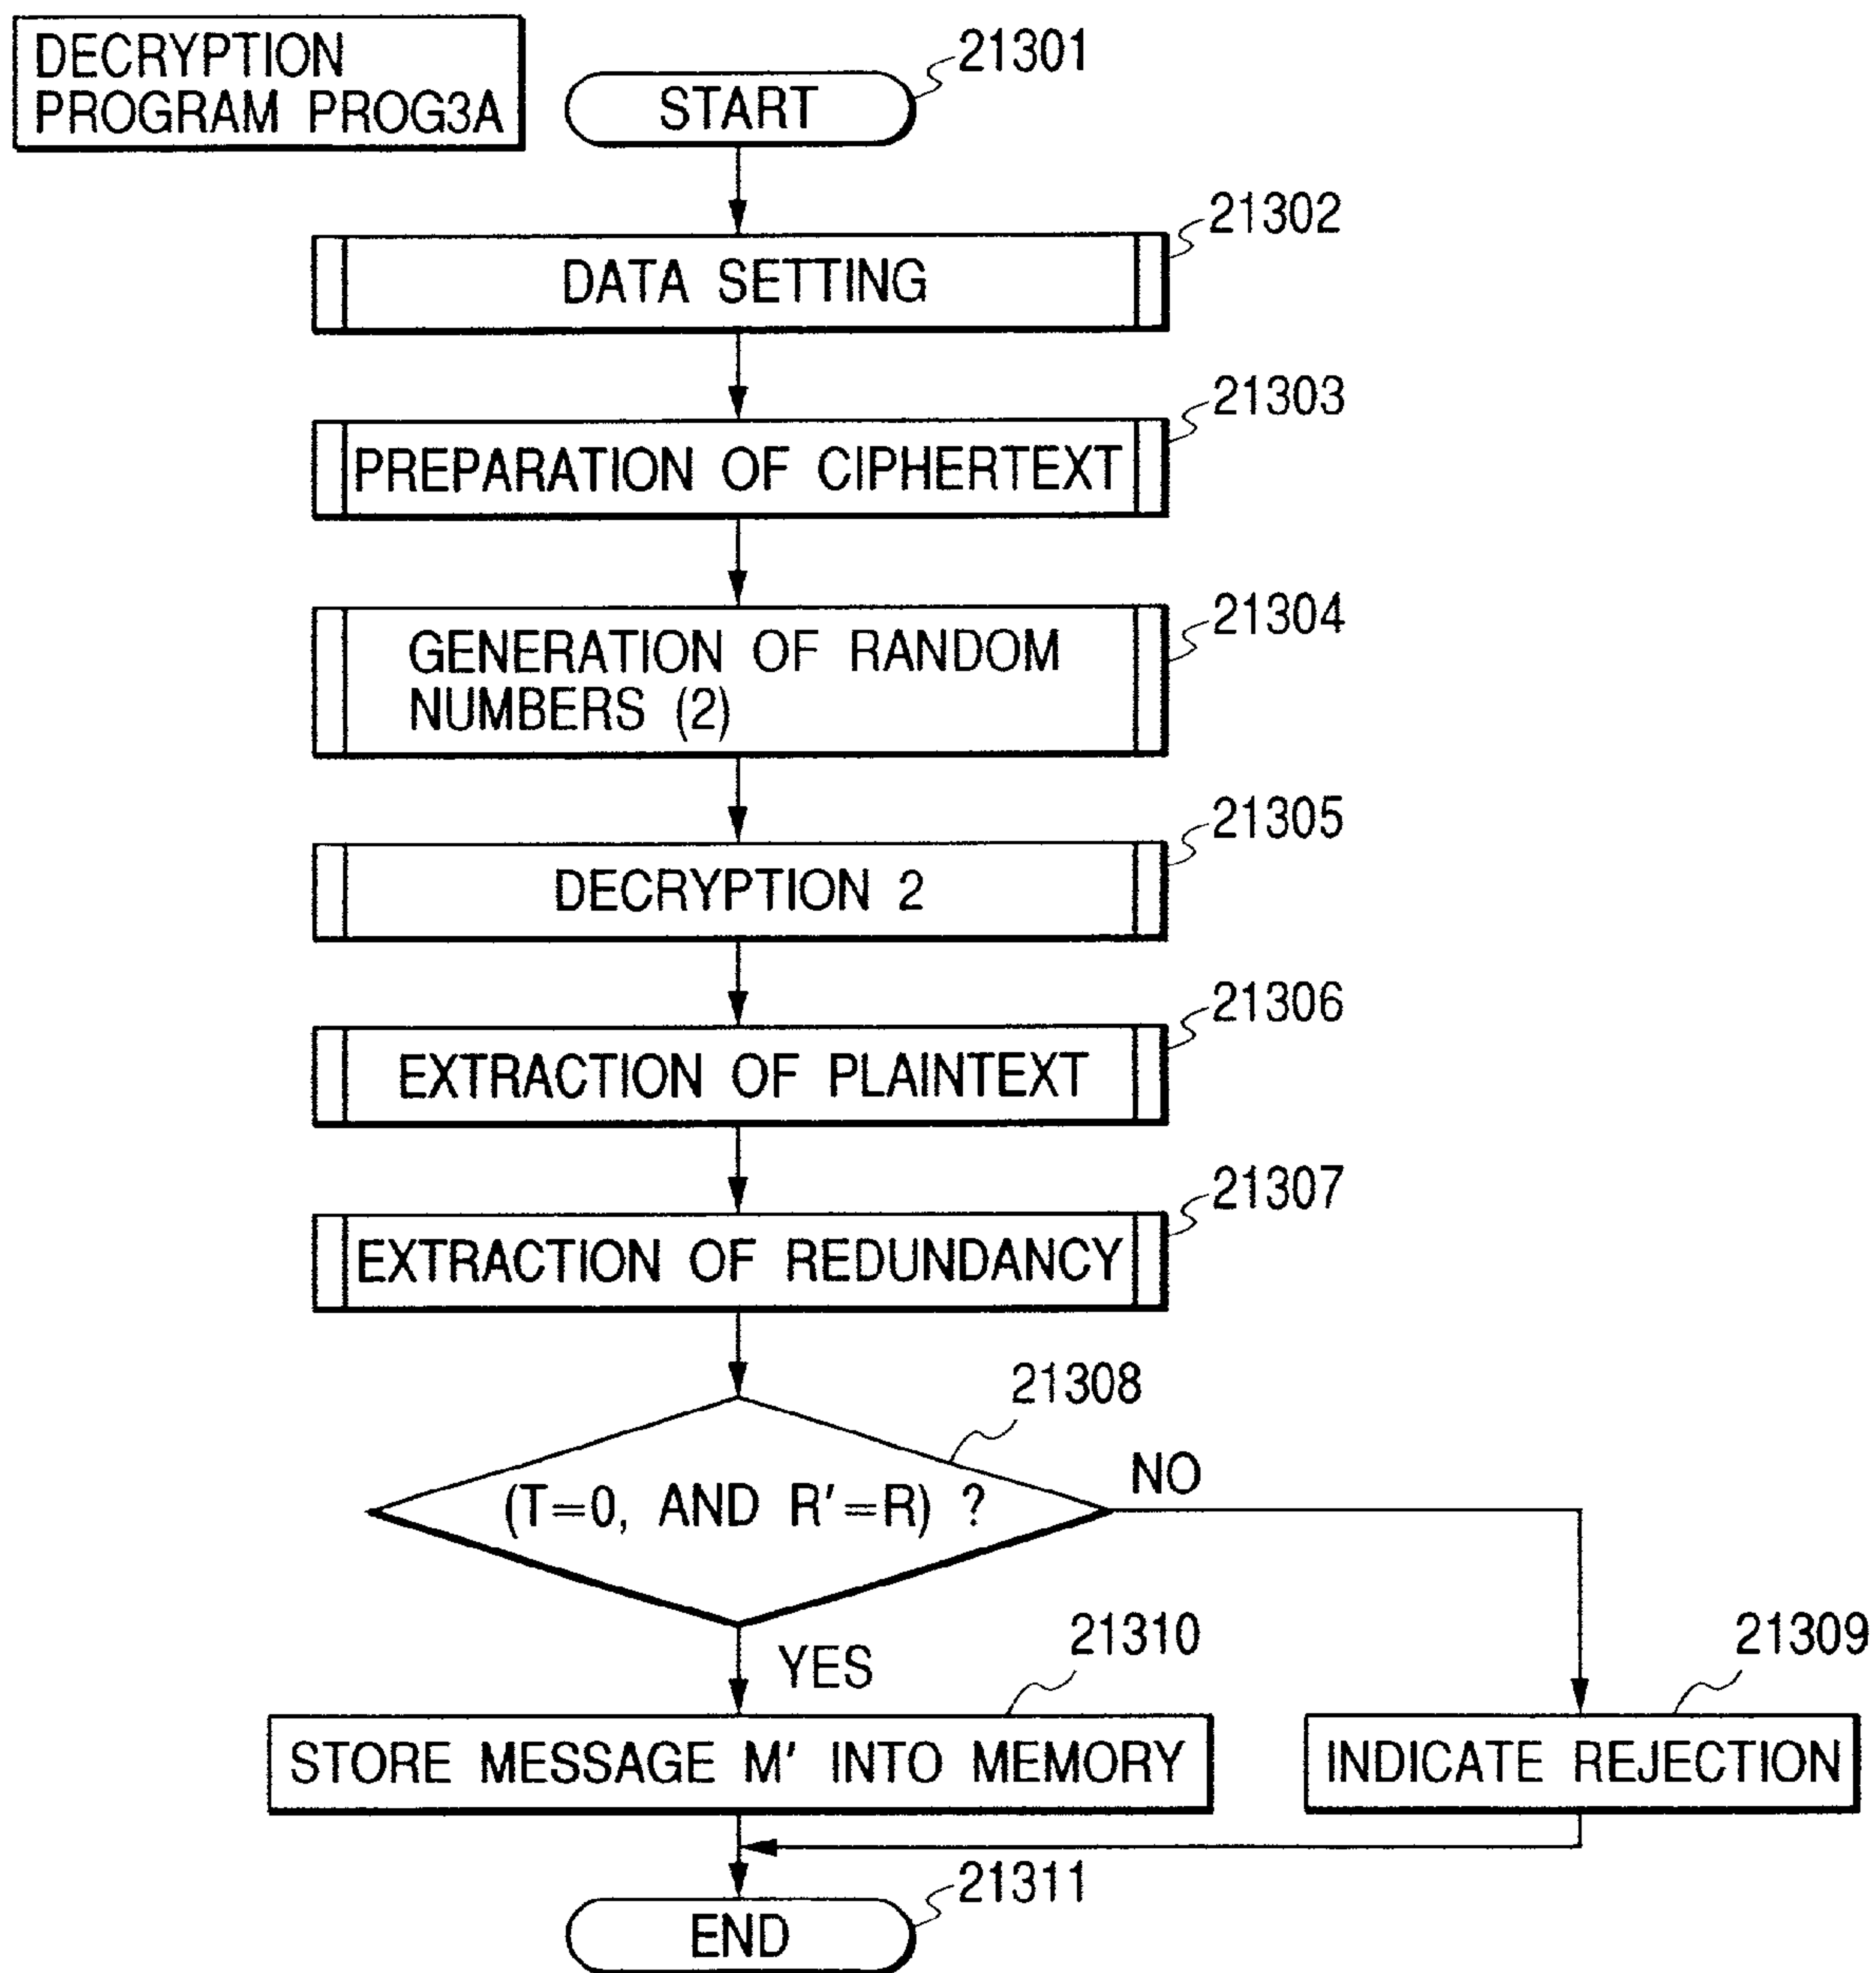 DECRYPTION
PROGRAM PROG3A
START
21301
DATA SETTING
21302
PREPARATION OF CIPHERTEXT
21303
GENERATION OF RANDOM
NUMBERS (2)
21304
DECRYPTION 2
21305
EXTRACTION OF PLAINTEXT
21306
EXTRACTION OF REDUNDANCY
21307
21308
(T=0, AND R'=R) ?
NO
YES
21310
21309
STORE MESSAGE M' INTO MEMORY
INDICATE REJECTION
21311
END